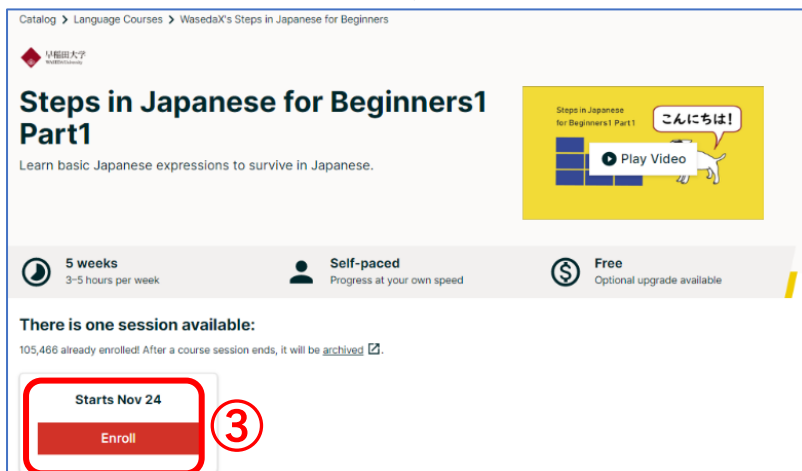 Catalog > Language Courses > WasedaX's Steps in Japanese for Beginners
早稲田大学
WASEDA University
Steps in Japanese for Beginners1
Part1
Learn basic Japanese expressions to survive in Japanese.
Steps in Japanese
for Beginners1 Part1
こんにちは!
Play Video
5 weeks
3–5 hours per week
Self-paced
Progress at your own speed
Free
Optional upgrade available
There is one session available:
105,466 already enrolled! After a course session ends, it will be archived.
Starts Nov 24
Enroll
③